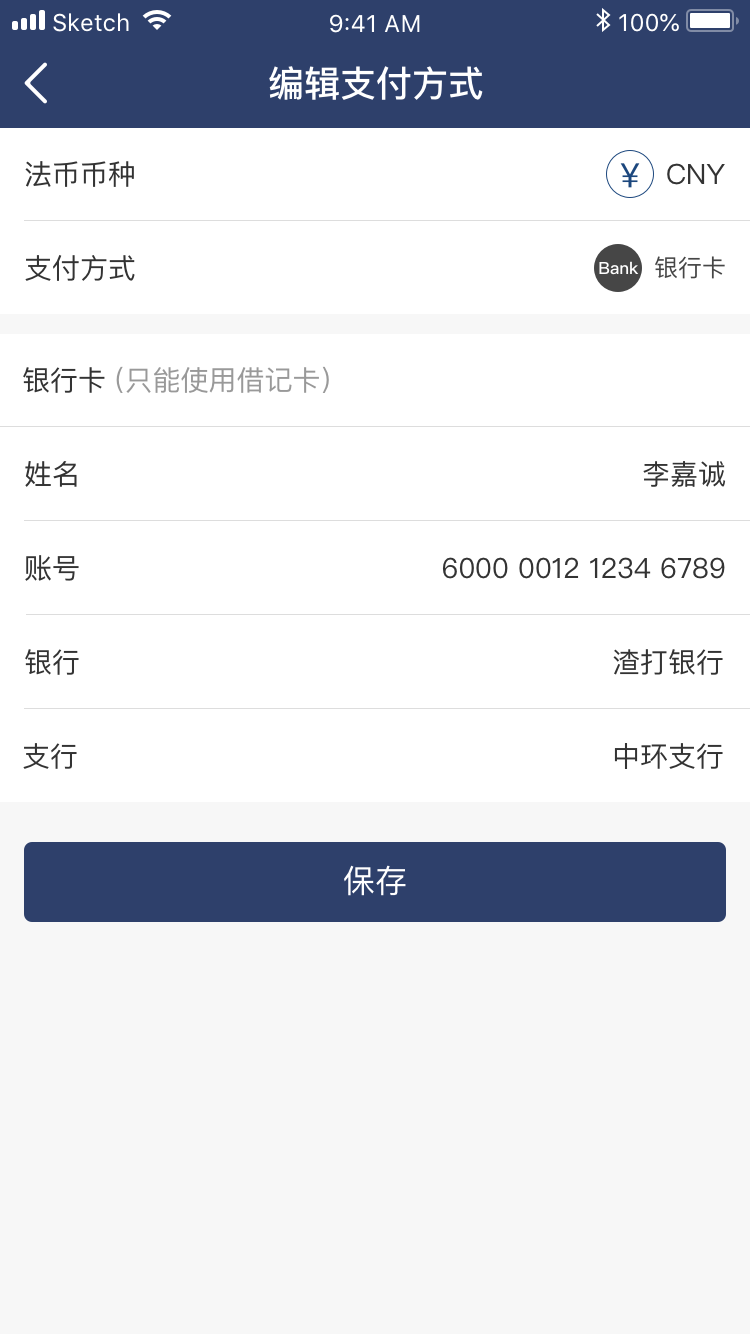 Sketch 9:41 AM 100%
编辑支付方式
法币币种 ¥ CNY
支付方式 Bank 银行卡
银行卡 (只能使用借记卡)
姓名 李嘉诚
账号 6000 0012 1234 6789
银行 渣打银行
支行 中环支行
保存